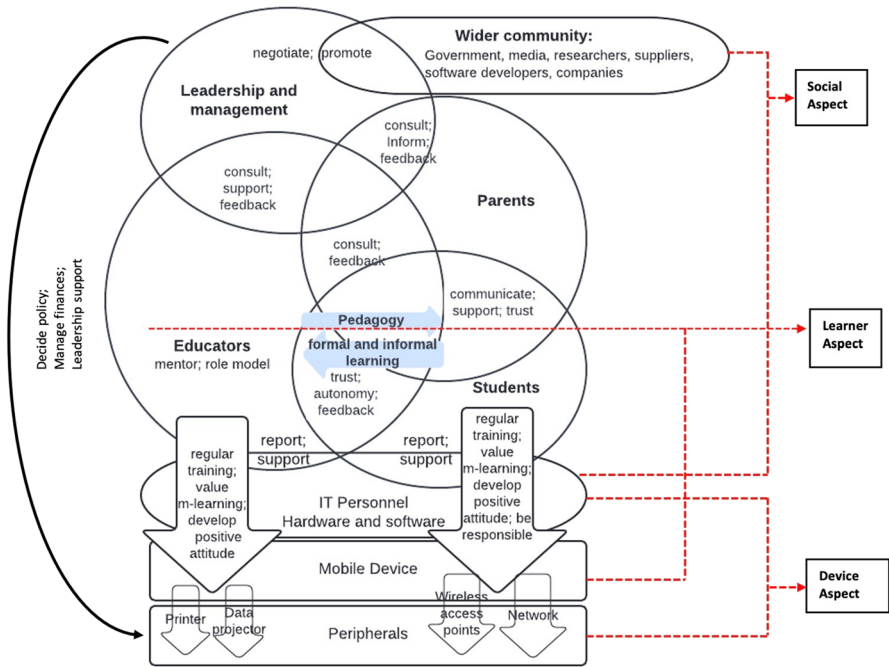 negotiate; promote
Wider community:
Government, media, researchers, suppliers,
software developers, companies
Social
Aspect
Leadership and
management
consult;
Inform;
feedback
consult;
support;
feedback
Parents
consult;
feedback
Decide policy;
Manage finances;
Leadership support
communicate;
support; trust
Pedagogy
formal and informal
learning
Learner
Aspect
Educators
mentor; role model
trust;
autonomy;
feedback
Students
regular
training;
value
m-learning;
develop
positive
attitude
report;
support
report;
support
regular
training;
value
m-learning;
develop
positive
attitude; be
responsible
IT Personnel
Hardware and software
Mobile Device
Device
Aspect
Printer
Data
projector
Wireless
access
points
Network
Peripherals